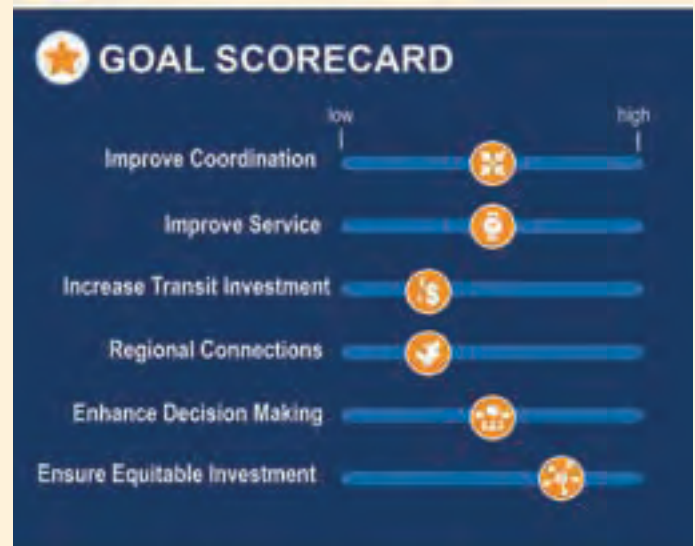 GOAL SCORECARD
low high
Improve Coordination
Improve Service
Increase Transit Investment
$
Regional Connections
Enhance Decision Making
Ensure Equitable Investment